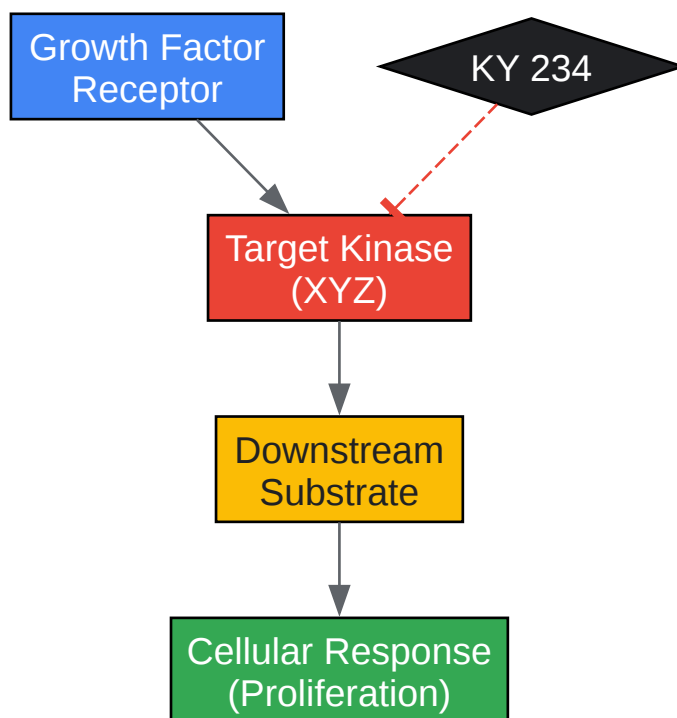 Growth Factor
Receptor
KY 234
Target Kinase
(XYZ)
Downstream
Substrate
Cellular Response
(Proliferation)